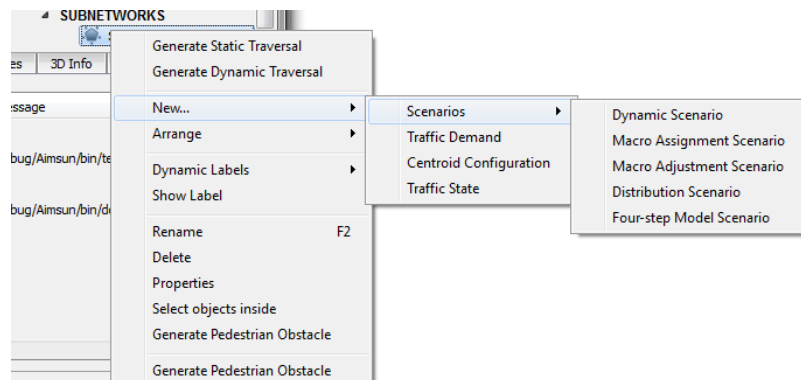 SUBNETWORKS
Generate Static Traversal
Generate Dynamic Traversal
es 3D Info
New...
Scenarios
Dynamic Scenario
Macro Assignment Scenario
Macro Adjustment Scenario
Distribution Scenario
Four-step Model Scenario
Traffic Demand
Centroid Configuration
Traffic State
essage
Arrange
bug/Aimsun/bin/te
Dynamic Labels
Show Label
bug/Aimsun/bin/d
Rename F2
Delete
Properties
Select objects inside
Generate Pedestrian Obstacle
Generate Pedestrian Obstacle